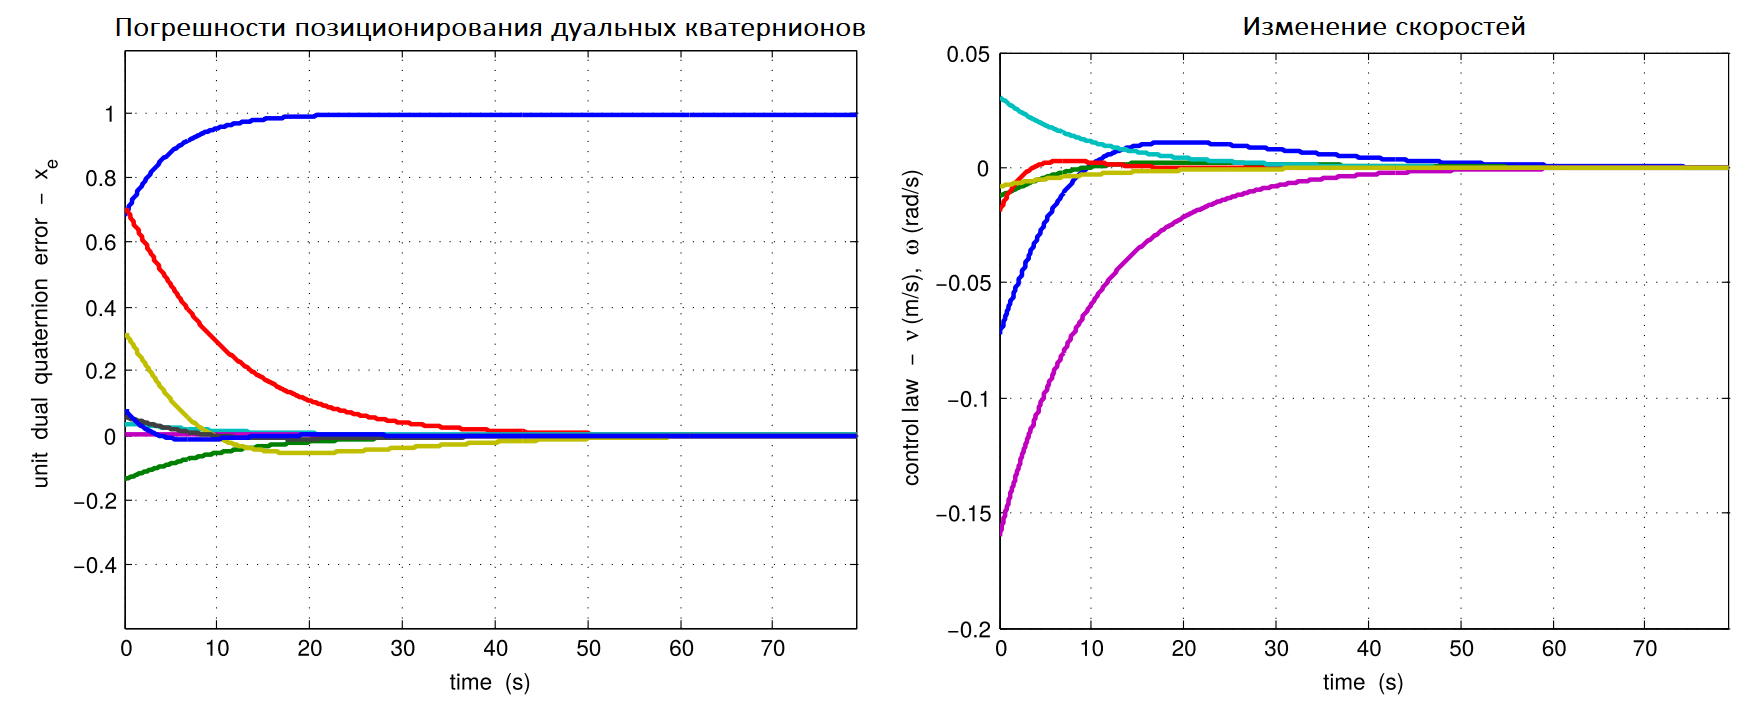 Погрешности позиционирования дуальных кватернионов
1
0.8
0.6
0.4
0.2
0
−0.2
−0.4
unit dual quaternion error − xe
0 10 20 30 40 50 60 70
time (s)
Изменение скоростей
0.05
0
−0.05
−0.1
−0.15
−0.2
control law − ν (m/s), ω (rad/s)
0 10 20 30 40 50 60 70
time (s)